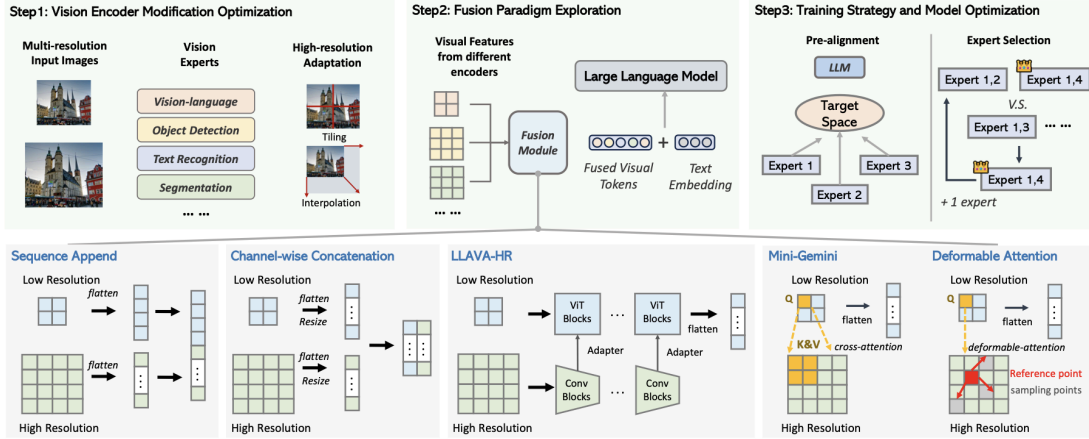 Step1: Vision Encoder Modification Optimization
Multi-resolution
Input Images
Vision
Experts
High-resolution
Adaptation
Vision-language
Object Detection
Text Recognition
Segmentation
... ...
Tiling
Interpolation
Step2: Fusion Paradigm Exploration
Visual Features
from different
encoders
... ...
Fusion
Module
Large Language Model
+
Fused Visual
Tokens
Text
Embedding
Step3: Training Strategy and Model Optimization
Pre-alignment
LLM
Target
Space
Expert 1
Expert 2
Expert 3
Expert Selection
Expert 1,2
Expert 1,4
V.S.
Expert 1,3
... ...
Expert 1,4
+ 1 expert
Sequence Append
Low Resolution
flatten
flatten
High Resolution
Channel-wise Concatenation
Low Resolution
flatten
Resize
flatten
Resize
High Resolution
LLAVA-HR
Low Resolution
ViT
Blocks
...
ViT
Blocks
flatten
Adapter
Adapter
Conv
Blocks
...
Conv
Blocks
High Resolution
Mini-Gemini
Low Resolution
Q
flatten
K&V
cross-attention
High Resolution
Deformable Attention
Low Resolution
Q
flatten
deformable-attention
Reference point
sampling points
High Resolution